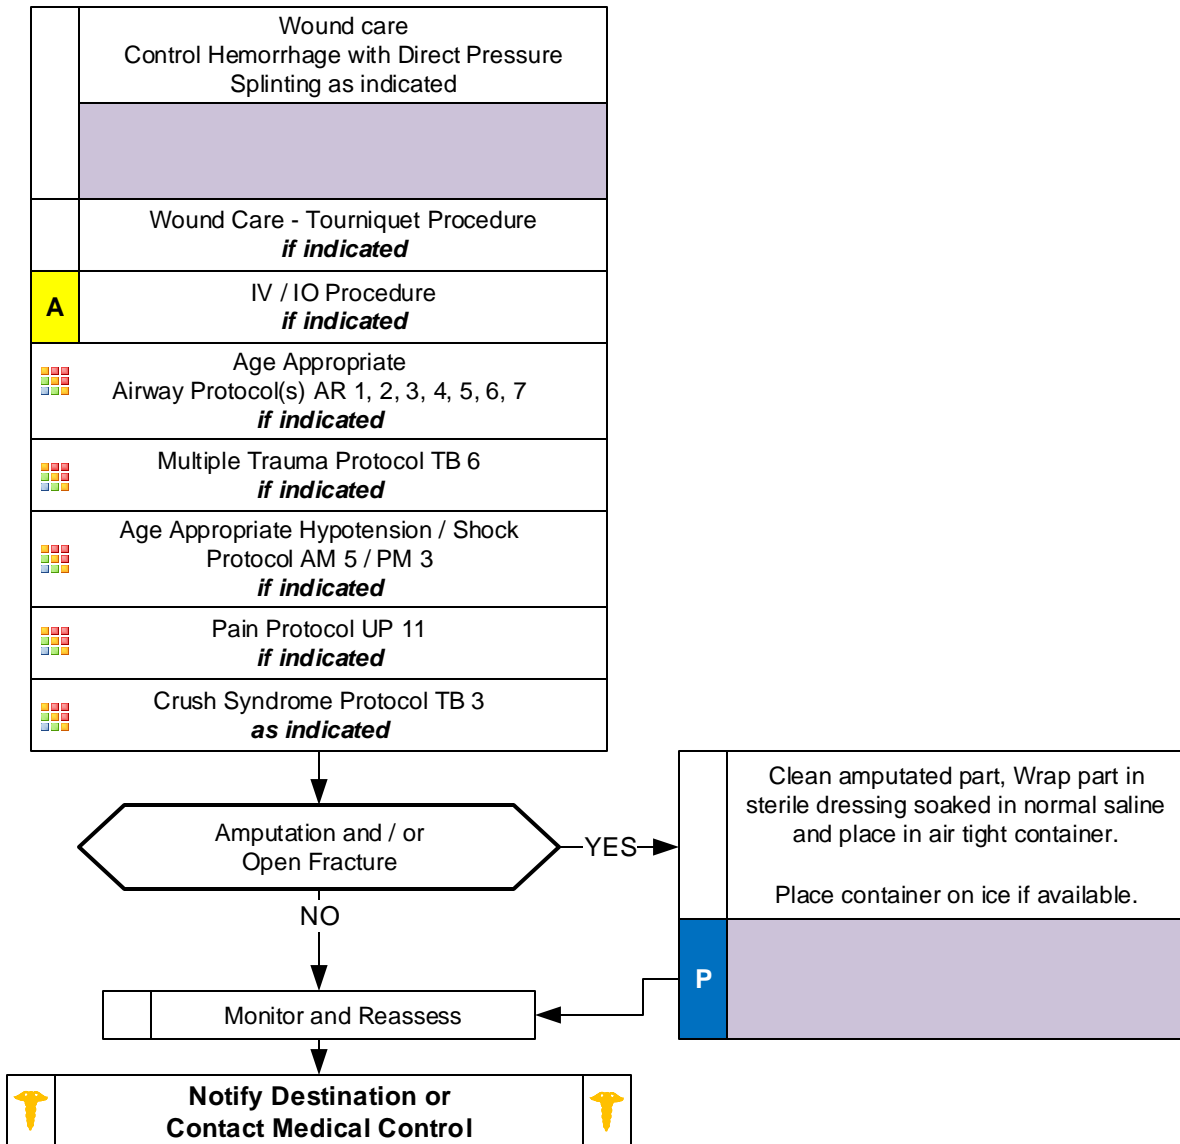 Wound care
Control Hemorrhage with Direct Pressure
Splinting as indicated
Wound Care - Tourniquet Procedure
if indicated
A
IV / IO Procedure
if indicated
Age Appropriate
Airway Protocol(s) AR 1, 2, 3, 4, 5, 6, 7
if indicated
Multiple Trauma Protocol TB 6
if indicated
Age Appropriate Hypotension / Shock
Protocol AM 5 / PM 3
if indicated
Pain Protocol UP 11
if indicated
Crush Syndrome Protocol TB 3
as indicated
Amputation and / or
Open Fracture
YES
Clean amputated part, Wrap part in
sterile dressing soaked in normal saline
and place in air tight container.
Place container on ice if available.
P
NO
Monitor and Reassess
Notify Destination or
Contact Medical Control